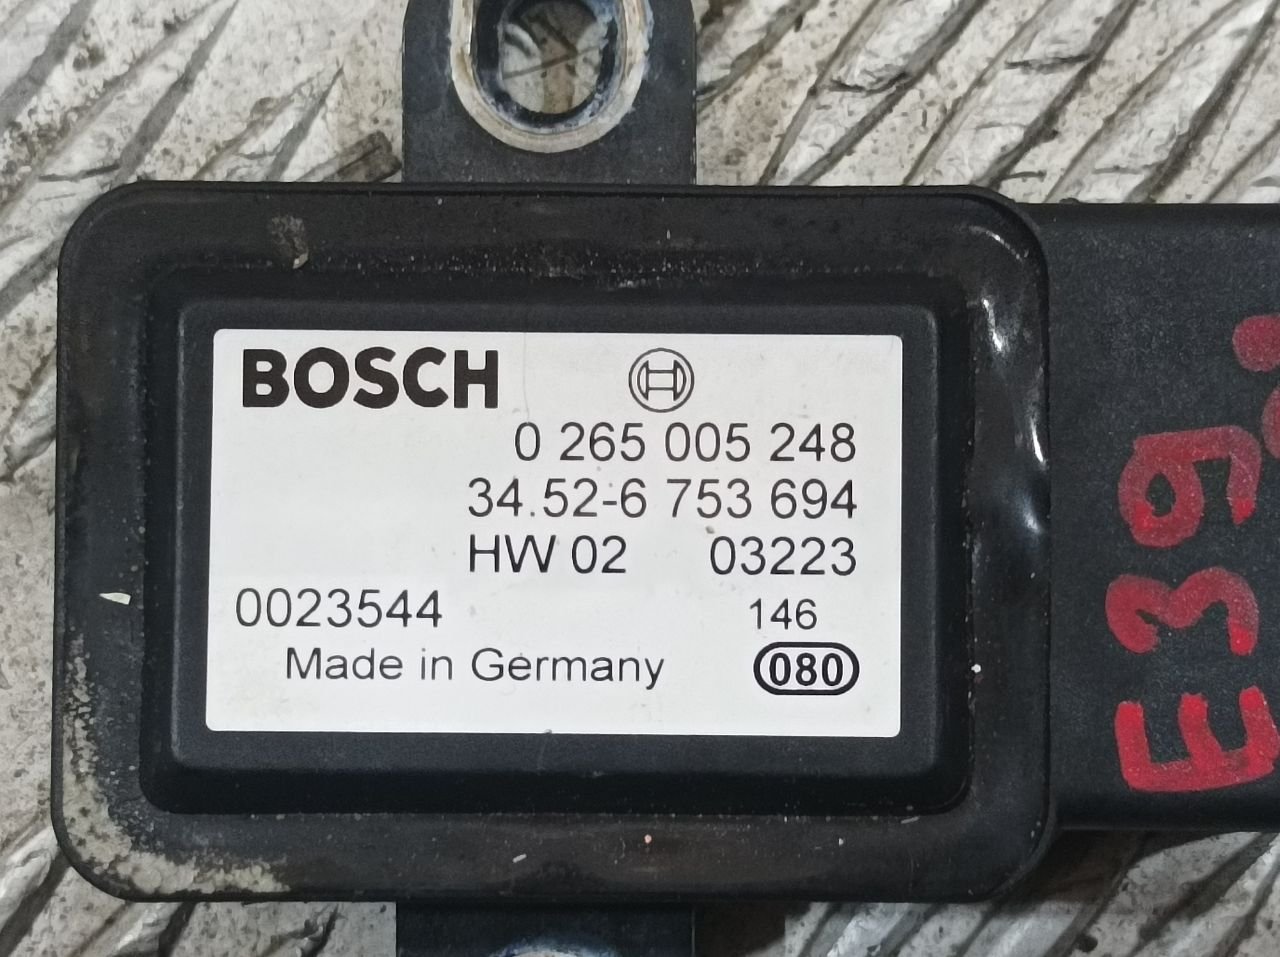 BOSCH
0 265 005 248
34.52-6 753 694
HW 02 03223
0023544 146
Made in Germany 080
E39